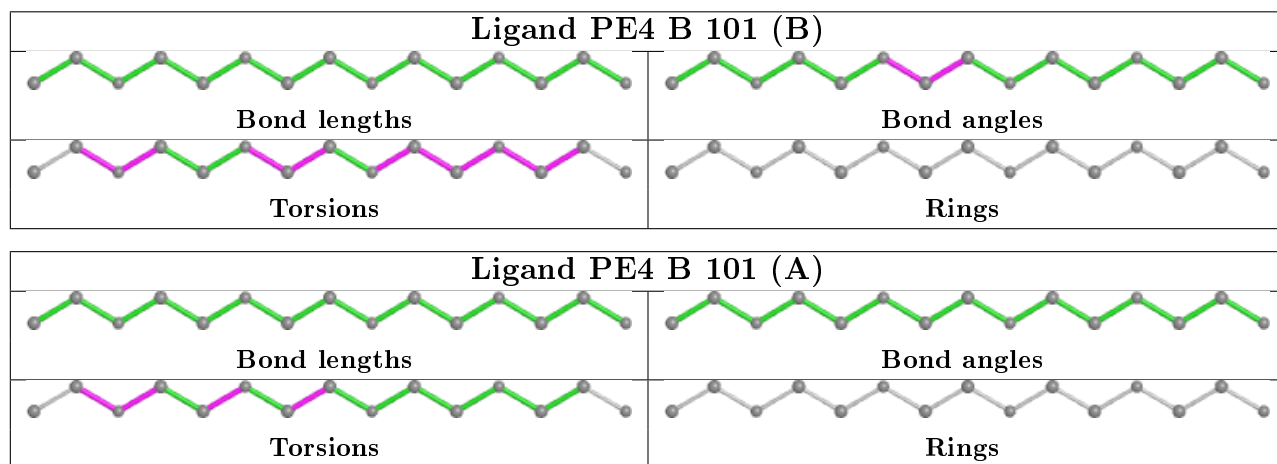 Ligand PE4 B 101 (B)
Bond lengths
Bond angles
Torsions
Rings
Ligand PE4 B 101 (A)
Bond lengths
Bond angles
Torsions
Rings